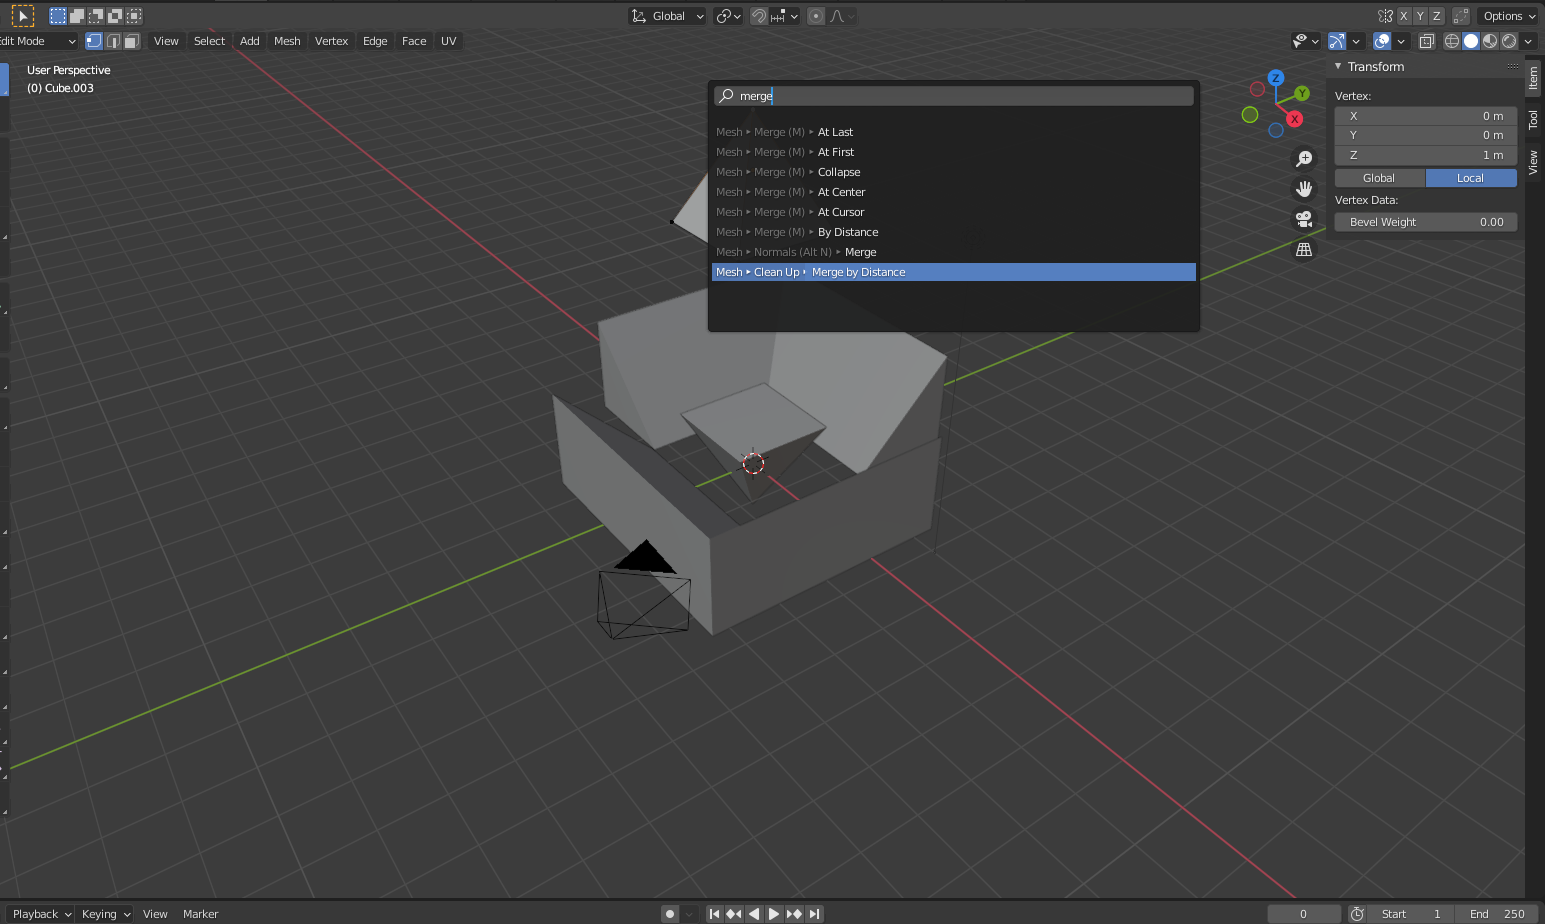 Global
X Y Z
Options
dit Mode View Select Add Mesh Vertex Edge Face UV
User Perspective
(0) Cube.003
merge
Mesh ▸ Merge (M) ▸ At Last
Mesh ▸ Merge (M) ▸ At First
Mesh ▸ Merge (M) ▸ Collapse
Mesh ▸ Merge (M) ▸ At Center
Mesh ▸ Merge (M) ▸ At Cursor
Mesh ▸ Merge (M) ▸ By Distance
Mesh ▸ Normals (Alt N) ▸ Merge
Mesh ▸ Clean Up ▸ Merge by Distance
Z
Y
X
Transform
Vertex:
X 0 m
Y 0 m
Z 1 m
Global Local
Vertex Data:
Bevel Weight 0.00
Item
Tool
View
Playback Keying View Marker
0 Start 1 End 250